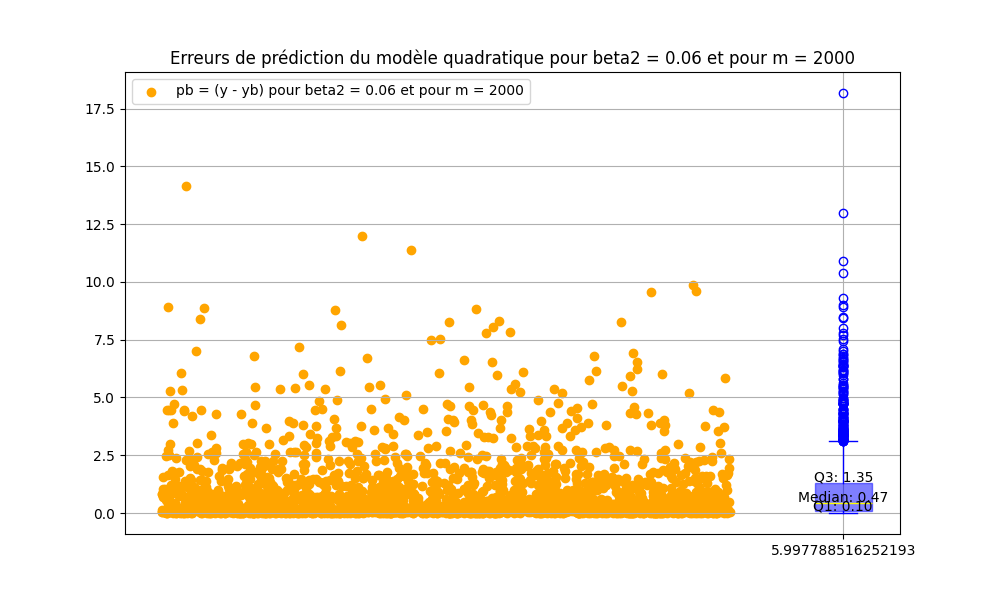 Erreurs de prédiction du modèle quadratique pour beta2 = 0.06 et pour m = 2000
pb = (y - yb) pour beta2 = 0.06 et pour m = 2000
17.5
15.0
12.5
10.0
7.5
5.0
2.5
0.0
Q3: 1.35
Median: 0.47
Q1: 0.10
5.997788516252193